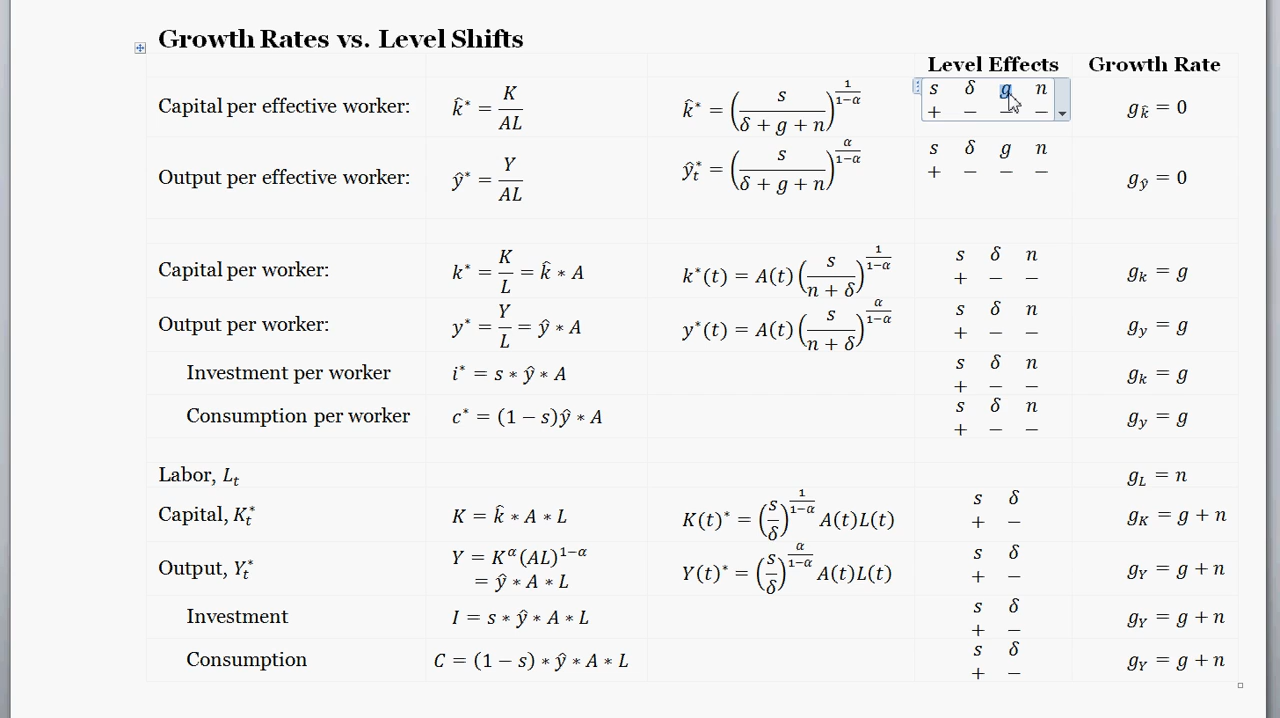 Growth Rates vs. Level Shifts
Level Effects Growth Rate
Capital per effective worker: k̂* = K/AL k̂* = (s/(δ + g + n))^(1/(1−α)) s δ g n g_k̂ = 0
+ − − −
Output per effective worker: ŷ* = Y/AL ŷ*_t = (s/(δ + g + n))^(α/(1−α)) s δ g n g_ŷ = 0
+ − − −
Capital per worker: k* = K/L = k̂ * A k*(t) = A(t) (s/(n + δ))^(1/(1−α)) s δ n g_k = g
+ − −
Output per worker: y* = Y/L = ŷ * A y*(t) = A(t) (s/(n + δ))^(α/(1−α)) s δ n g_y = g
+ − −
Investment per worker i* = s * ŷ * A s δ n g_k = g
+ − −
Consumption per worker c* = (1 − s)ŷ * A s δ n g_y = g
+ − −
Labor, L_t g_L = n
Capital, K*_t K = k̂ * A * L K(t)* = (s/δ)^(1/(1−α)) A(t)L(t) s δ g_K = g + n
+ −
Output, Y*_t Y = K^α(AL)^(1−α) Y(t)* = (s/δ)^(α/(1−α)) A(t)L(t) s δ g_Y = g + n
= ŷ * A * L + −
Investment I = s * ŷ * A * L s δ g_Y = g + n
+ −
Consumption C = (1 − s) * ŷ * A * L s δ g_Y = g + n
+ −